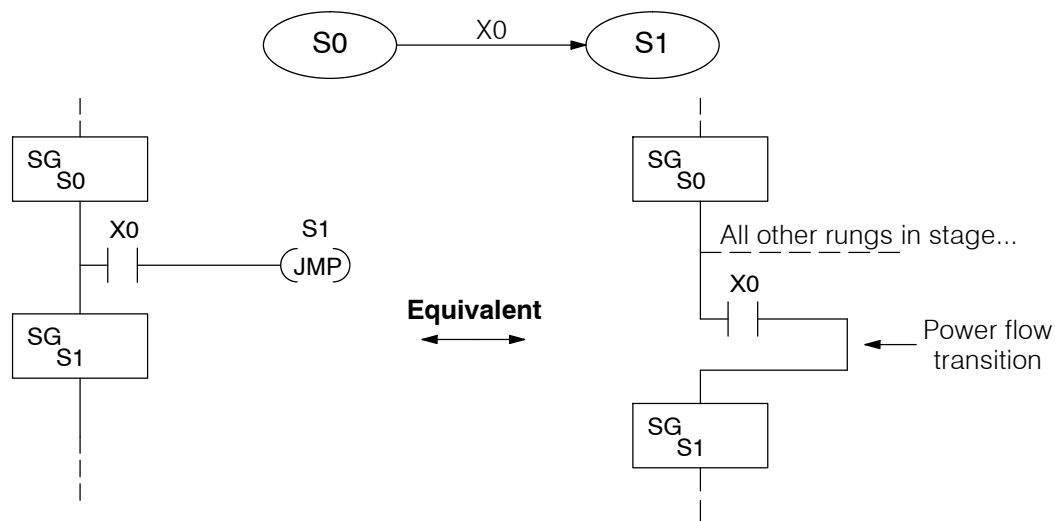 S0
X0
S1
SG
S0
X0
S1
JMP
SG
S1
Equivalent
SG
S0
All other rungs in stage...
X0
Power flow
transition
SG
S1